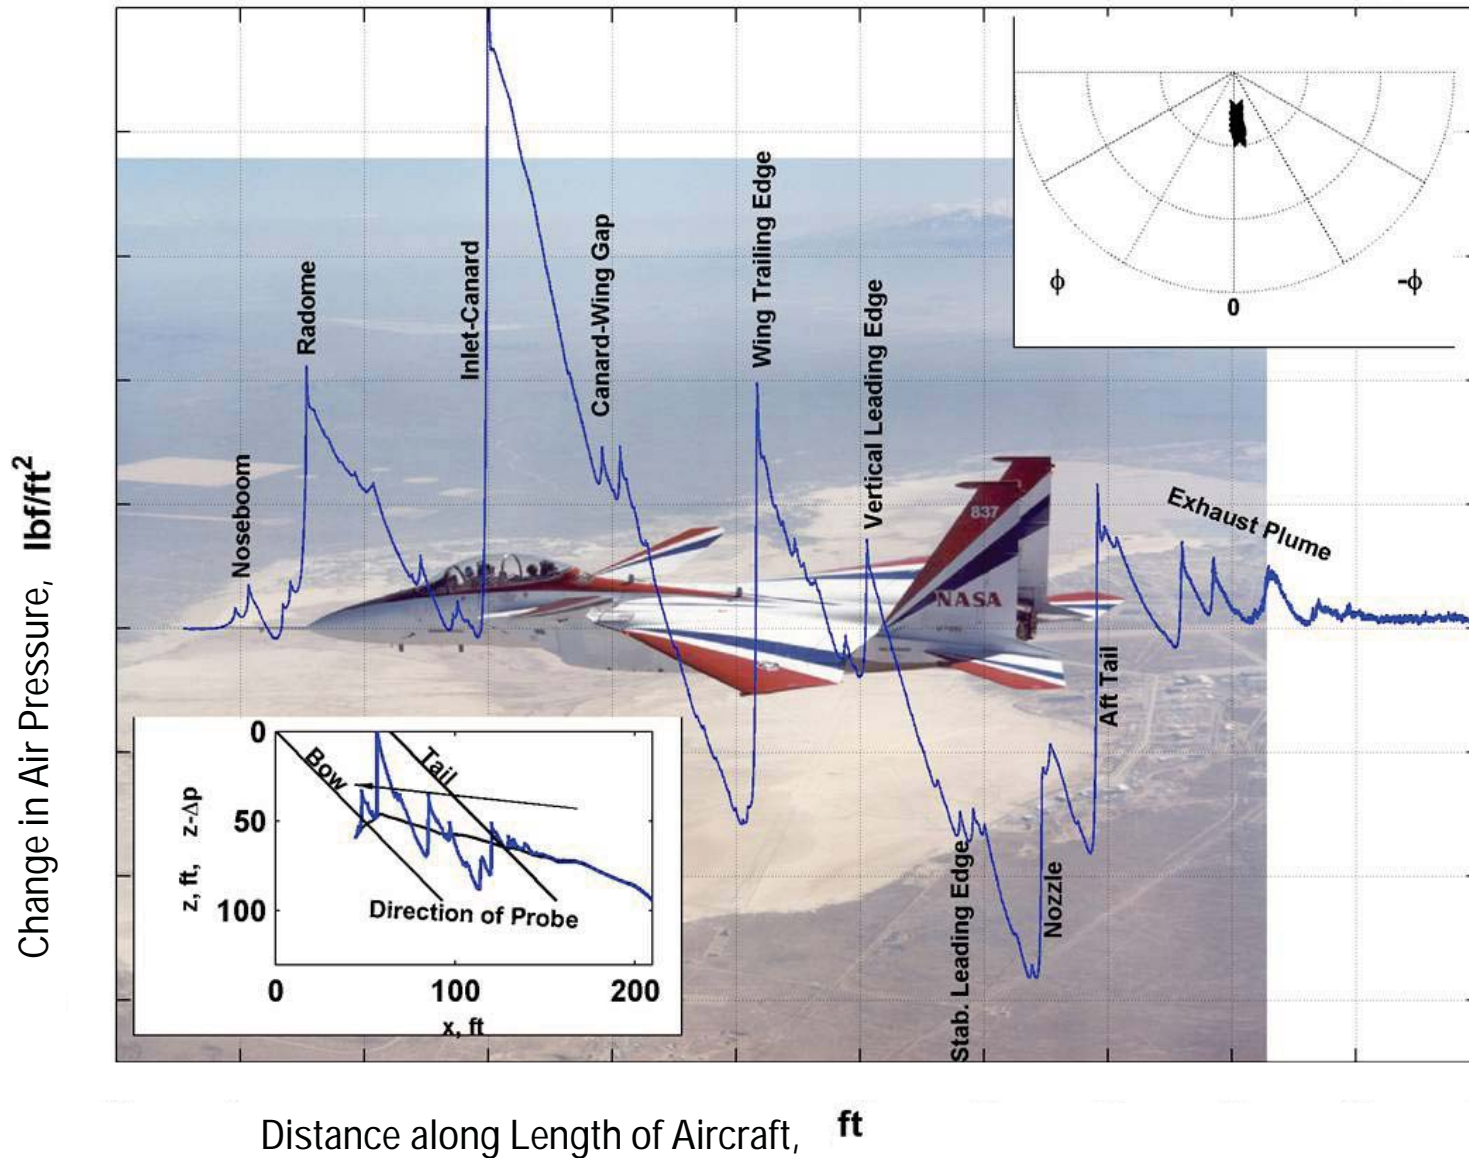 Change in Air Pressure, lbf/ft²
Noseboom
Radome
Inlet-Canard
Canard-Wing Gap
Wing Trailing Edge
Vertical Leading Edge
Stab. Leading Edge
Nozzle
Aft Tail
Exhaust Plume
837
NASA
ϕ
0
-ϕ
z, ft, z-Δp
0
50
100
Bow
Tail
Direction of Probe
0 100 200
x, ft
Distance along Length of Aircraft, ft